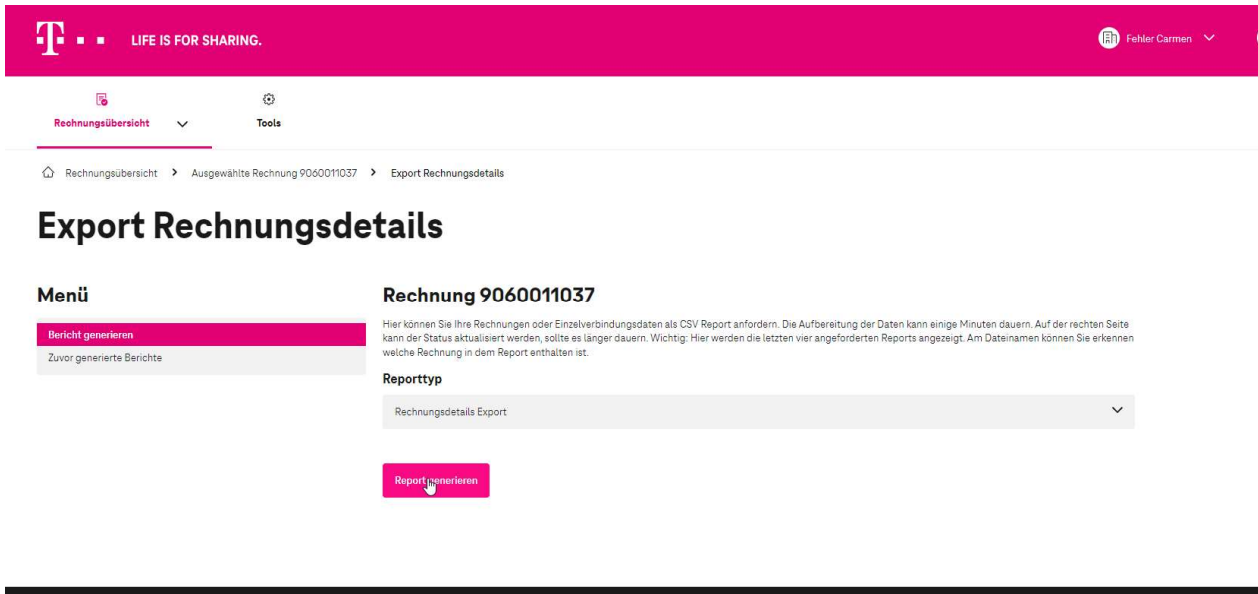 T
LIFE IS FOR SHARING.
Fehler Carmen
Rechnungsübersicht
Tools
Rechnungsübersicht > Ausgewählte Rechnung 9060011037 > Export Rechnungsdetails
Export Rechnungsdetails
Menü
Bericht generieren
Zuvor generierte Berichte
Rechnung 9060011037
Hier können Sie Ihre Rechnungen oder Einzelverbindungsdaten als CSV Report anfordern. Die Aufbereitung der Daten kann einige Minuten dauern. Auf der rechten Seite
kann der Status aktualisiert werden, sollte es länger dauern. Wichtig: Hier werden die letzten vier angeforderten Reports angezeigt. Am Dateinamen können Sie erkennen
welche Rechnung in dem Report enthalten ist.
Reporttyp
Rechnungsdetails Export
Report generieren